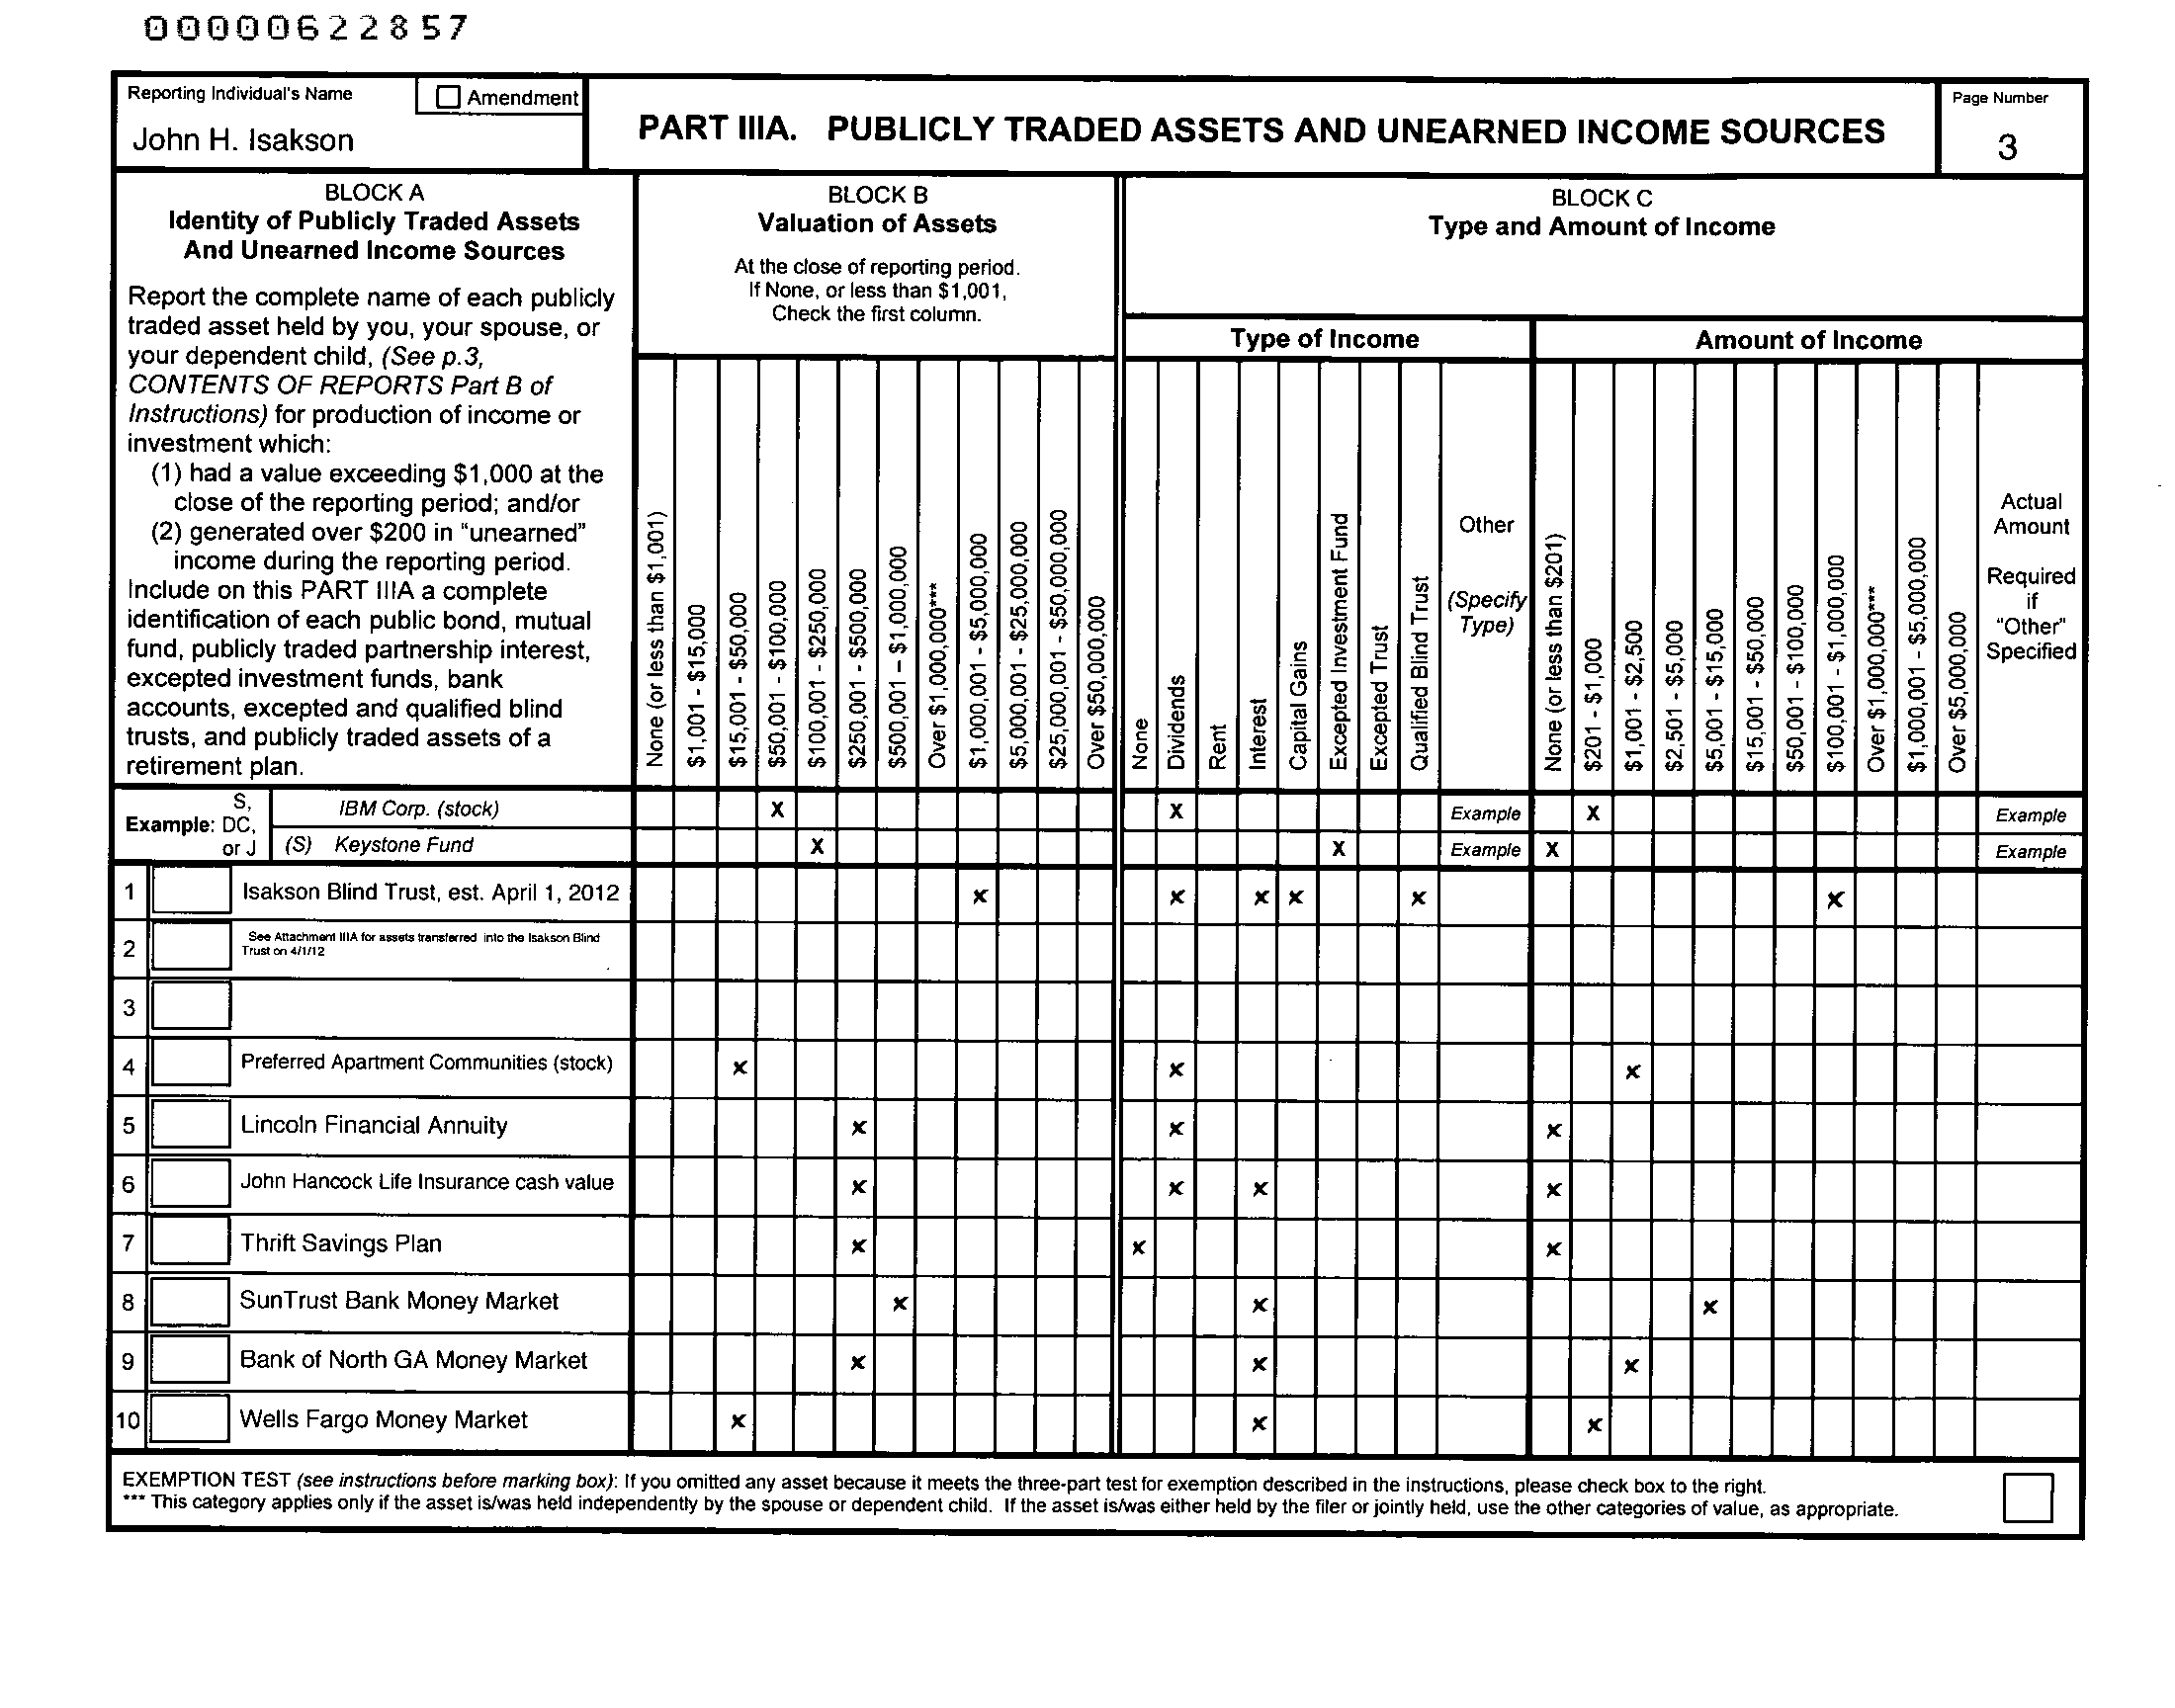 00000622857
Reporting Individual's Name
☐ Amendment
John H. Isakson
PART IIIA. PUBLICLY TRADED ASSETS AND UNEARNED INCOME SOURCES
Page Number
3
BLOCK A
Identity of Publicly Traded Assets
And Unearned Income Sources
Report the complete name of each publicly
traded asset held by you, your spouse, or
your dependent child, (See p.3,
CONTENTS OF REPORTS Part B of
Instructions) for production of income or
investment which:
(1) had a value exceeding $1,000 at the
close of the reporting period; and/or
(2) generated over $200 in "unearned"
income during the reporting period.
Include on this PART IIIA a complete
identification of each public bond, mutual
fund, publicly traded partnership interest,
excepted investment funds, bank
accounts, excepted and qualified blind
trusts, and publicly traded assets of a
retirement plan.
BLOCK B
Valuation of Assets
At the close of reporting period.
If None, or less than $1,001,
Check the first column.
None (or less than $1,001)
$1,001 - $15,000
$15,001 - $50,000
$50,001 - $100,000
$100,001 - $250,000
$250,001 - $500,000
$500,001 – $1,000,000
Over $1,000,000***
$1,000,001 - $5,000,000
$5,000,001 - $25,000,000
$25,000,001 - $50,000,000
Over $50,000,000
BLOCK C
Type and Amount of Income
Type of Income
None
Dividends
Rent
Interest
Capital Gains
Excepted Investment Fund
Excepted Trust
Qualified Blind Trust
Other
(Specify
Type)
Amount of Income
None (or less than $201)
$201 - $1,000
$1,001 - $2,500
$2,501 - $5,000
$5,001 - $15,000
$15,001 - $50,000
$50,001 - $100,000
$100,001 - $1,000,000
Over $1,000,000***
$1,000,001 - $5,000,000
Over $5,000,000
Actual
Amount
Required
if
"Other"
Specified
Example:
S,
DC,
or J
IBM Corp. (stock) X X Example X Example
(S) Keystone Fund X X Example X Example
1 Isakson Blind Trust, est. April 1, 2012 x x x x x x
2 See Attachment IIIA for assets transferred into the Isakson Blind
Trust on 4/1/12
3
4 Preferred Apartment Communities (stock) x x x
5 Lincoln Financial Annuity x x x
6 John Hancock Life Insurance cash value x x x x
7 Thrift Savings Plan x x x
8 SunTrust Bank Money Market x x x
9 Bank of North GA Money Market x x x
10 Wells Fargo Money Market x x x
EXEMPTION TEST (see instructions before marking box): If you omitted any asset because it meets the three-part test for exemption described in the instructions, please check box to the right.
*** This category applies only if the asset is/was held independently by the spouse or dependent child. If the asset is/was either held by the filer or jointly held, use the other categories of value, as appropriate.